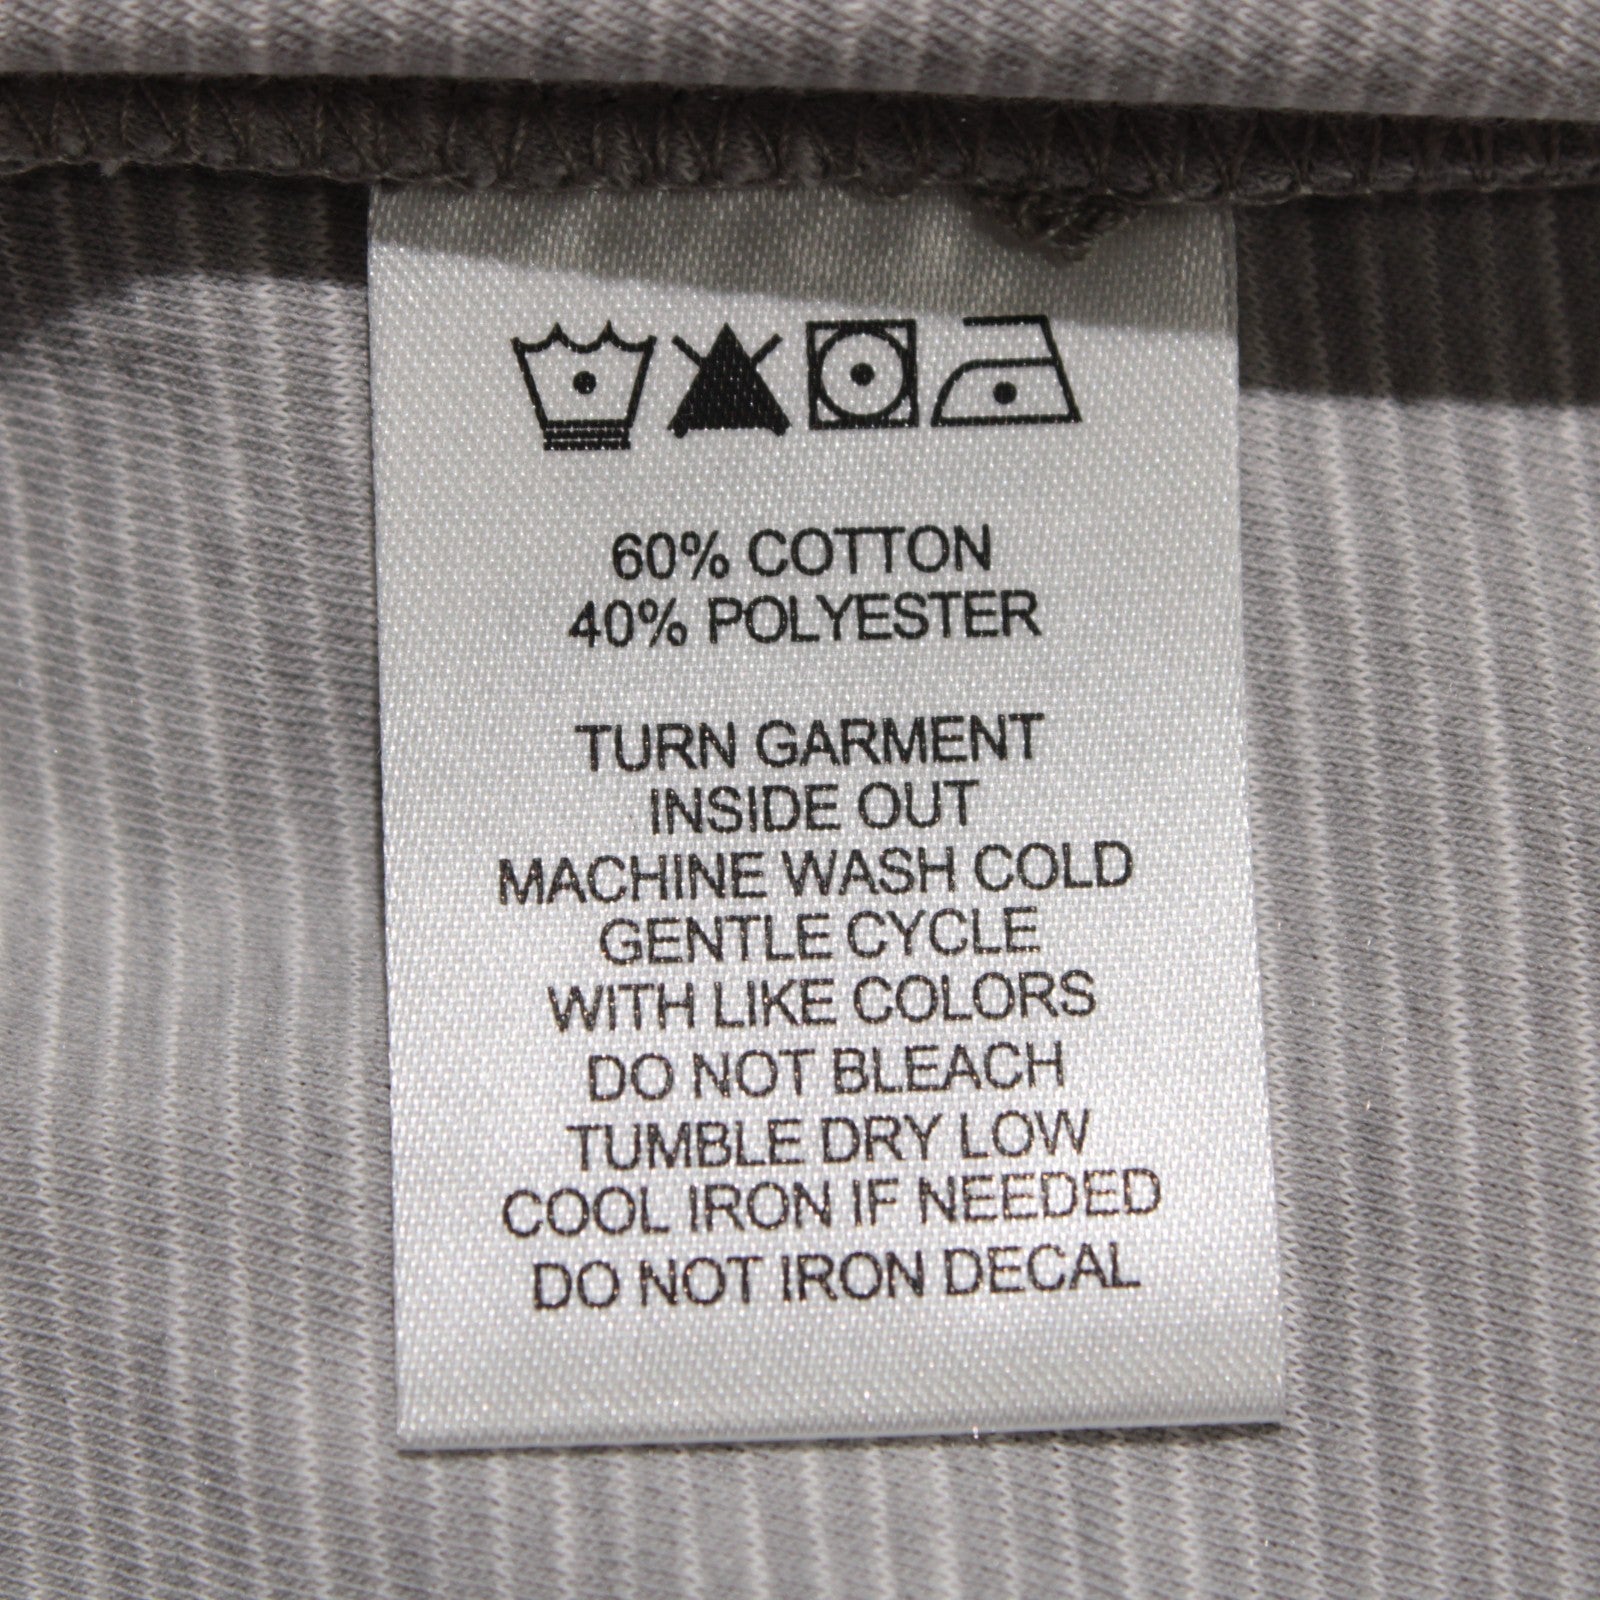 60% COTTON
40% POLYESTER
TURN GARMENT
INSIDE OUT
MACHINE WASH COLD
GENTLE CYCLE
WITH LIKE COLORS
DO NOT BLEACH
TUMBLE DRY LOW
COOL IRON IF NEEDED
DO NOT IRON DECAL